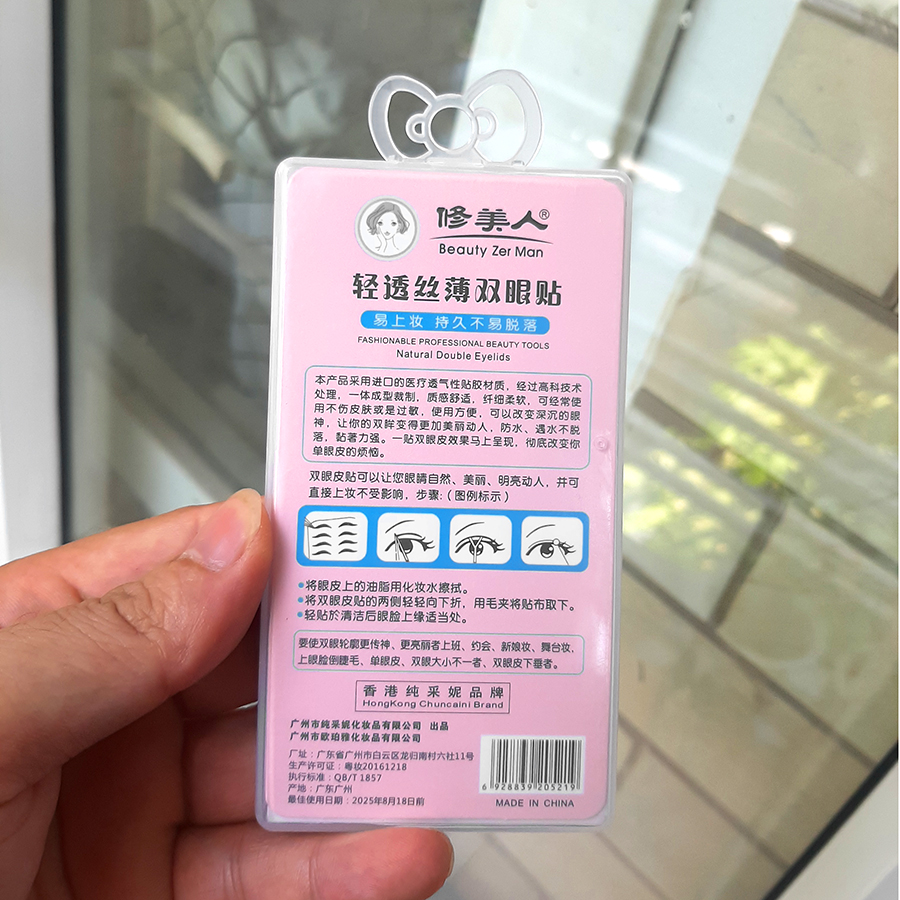 修美人®
Beauty Zer Man
轻透丝薄双眼贴
易上妆 持久不易脱落
FASHIONABLE PROFESSIONAL BEAUTY TOOLS
Natural Double Eyelids
本产品采用进口的医疗透气性贴胶材质，经过高科技术
处理，一体成型裁制，质感舒适，纤细柔软，可经常使
用不伤皮肤或是过敏，使用方便，可以改变深沉的眼
神，让你的双眸变得更加美丽动人，防水、遇水不脱
落，黏著力强。一贴双眼皮效果马上呈现，彻底改变你
单眼皮的烦恼。
双眼皮贴可以让您眼睛自然、美丽、明亮动人，并可
直接上妆不受影响，步骤:（图例标示）
•将眼皮上的油脂用化妆水擦拭。
•将双眼皮贴的两侧轻轻向下折，用毛夹将贴布取下。
•轻贴於清洁后眼脸上缘适当处。
要使双眼轮廓更传神、更亮丽者上班、约会、新娘妆、舞台妆、
上眼脸倒睫毛、单眼皮、双眼大小不一者、双眼皮下垂者。
香港纯采妮品牌
HongKong Chuncaini Brand
广州市纯采妮化妆品有限公司 出品
广州市欧珀雅化妆品有限公司
厂址：广东省广州市白云区龙归南村六社11号
生产许可证：粤妆20161218
执行标准：QB/T 1857
产地：广东广州
最佳使用日期：2025年8月18日前
6 928839 205219
MADE IN CHINA